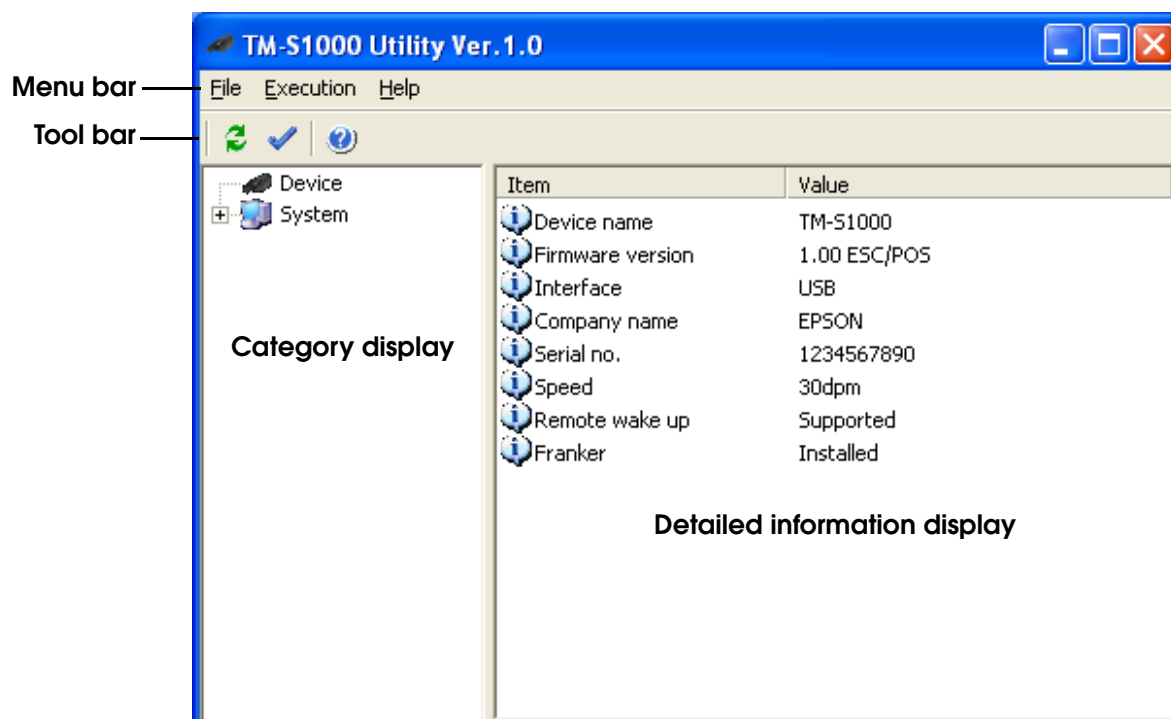 TM-S1000 Utility Ver.1.0
Menu bar
File Execution Help
Tool bar
Device
System
Category display
Item Value
Device name TM-S1000
Firmware version 1.00 ESC/POS
Interface USB
Company name EPSON
Serial no. 1234567890
Speed 30dpm
Remote wake up Supported
Franker Installed
Detailed information display